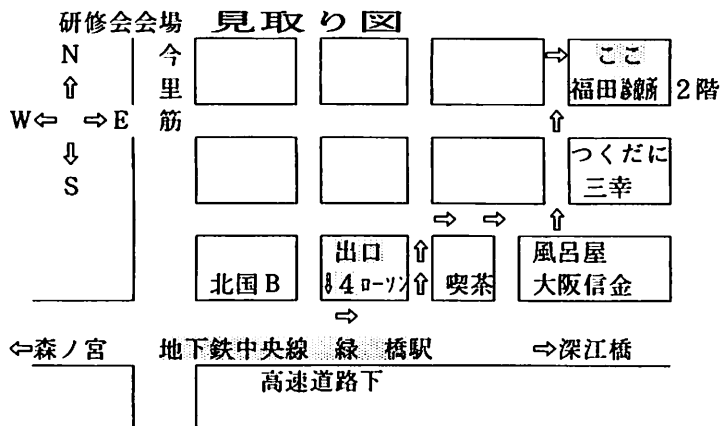 研修会会場 見取り図
N
今里筋
⇧
W⇦ ⇨E
⇩
S
⇨ ここ
福田診療所 2階
⇧
つくだに
三幸
⇨ ⇨ ⇧
北国B
出口 ⇧
4 ローソン ⇧
喫茶
風呂屋
大阪信金
⇨
⇦森ノ宮 地下鉄中央線 緑 橋駅 ⇨深江橋
高速道路下